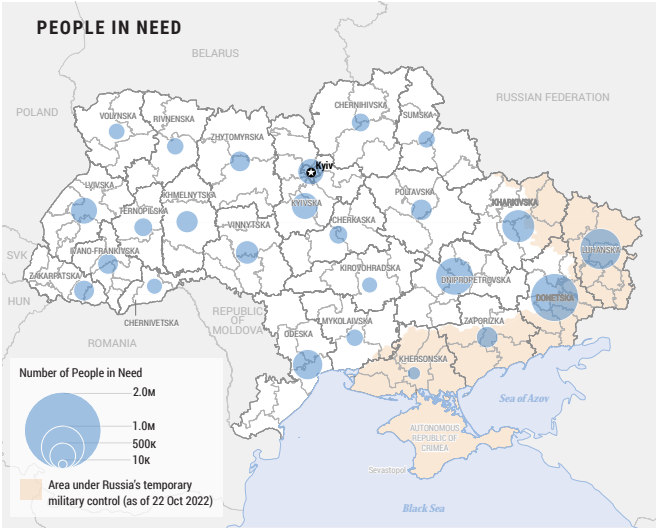 PEOPLE IN NEED
BELARUS
RUSSIAN FEDERATION
POLAND
CHERNIHIVSKA
VOLYNSKA
RIVNENSKA
SUMSKA
ZHYTOMYRSKA
Kyiv
LVIVSKA
KHMELNYTSKA
POLTAVSKA
KHARKIVSKA
KYIVSKA
TERNOPILSKA
CHERKASKA
VINNYTSKA
LUHANSKA
IVANO-FRANKIVSKA
SVK
KIROVOHRADSKA
ZAKARPATSKA
DNIPROPETROVSKA
HUN
DONETSKA
REPUBLIC
OF
MOLDOVA
CHERNIVETSKA
MYKOLAIVSKA
ZAPORIZKA
ODESKA
ROMANIA
KHERSONSKA
Number of People in Need
2.0M
1.0M
500K
10K
Area under Russia's temporary
military control (as of 22 Oct 2022)
Sea of Azov
AUTONOMOUS
REPUBLIC OF
CRIMEA
Sevastopol
Black Sea